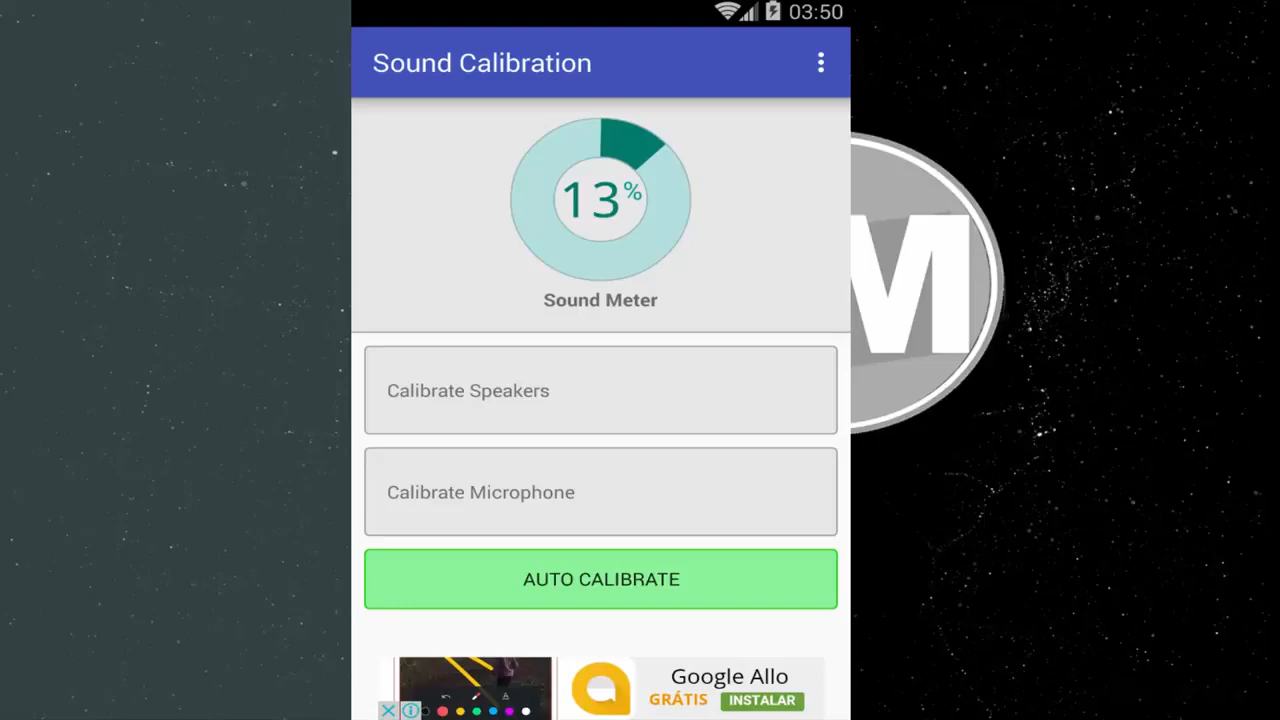 03:50
Sound Calibration
13%
Sound Meter
M
Calibrate Speakers
Calibrate Microphone
AUTO CALIBRATE
Google Allo
GRÁTIS INSTALAR